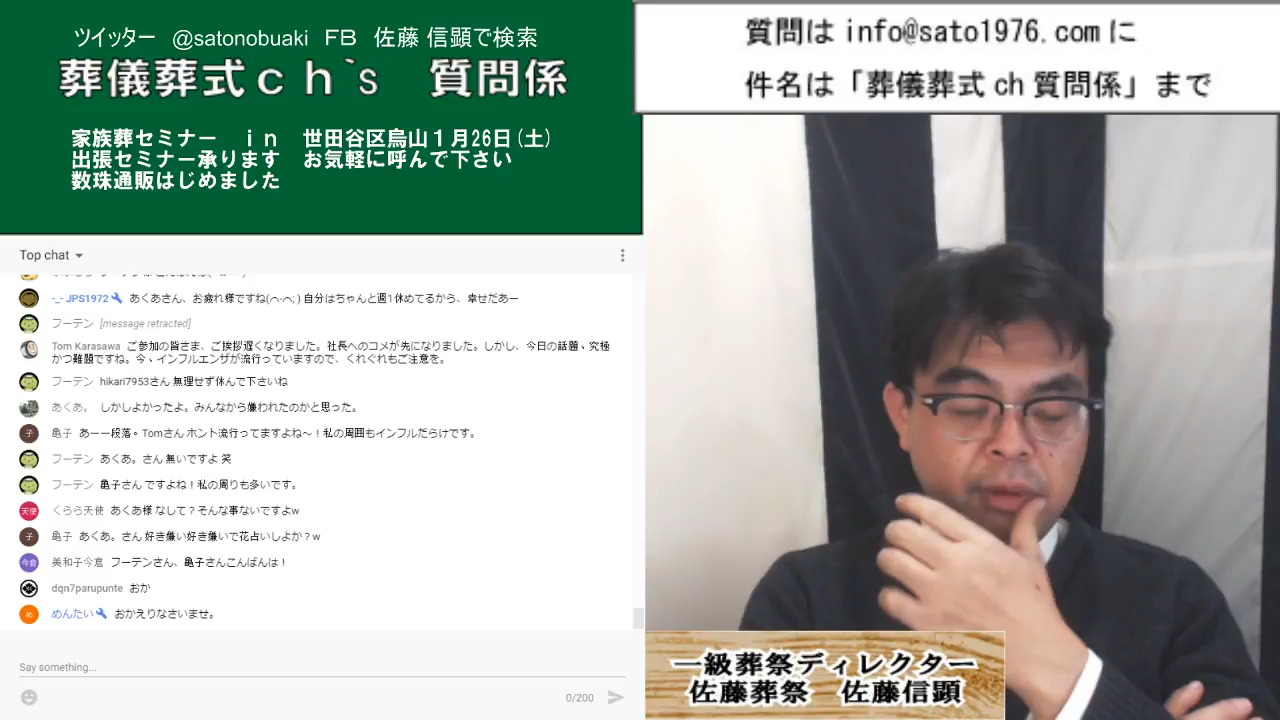 ツイッター　@satonobuaki　ＦＢ　佐藤 信顕で検索
葬儀葬式ｃｈ`s　質問係
家族葬セミナー　ｉｎ　世田谷区烏山１月26日(土)
出張セミナー承ります　お気軽に呼んで下さい
数珠通販はじめました
質問は info@sato1976.com に
件名は「葬儀葬式 ch 質問係」まで
Top chat
-_- JPS1972 あくあさん、お疲れ様ですね(⌒-⌒; ) 自分はちゃんと週1休めてるから、幸せだあー
フーテン [message retracted]
Tom Karasawa ご参加の皆さま、ご挨拶遅くなりました。社長へのコメが先になりました。しかし、今日の話題、究極
かつ難題ですね。今、インフルエンザが流行っていますので、くれぐれもご注意を。
フーテン hikari7953さん 無理せず休んで下さいね
あくあ。 しかしよかったよ。みんなから嫌われたのかと思った。
子 亀子 あーー段落。Tomさん ホント流行ってますよね〜！私の周囲もインフルだらけです。
フーテン あくあ。さん 無いですよ 笑
フーテン 亀子さん ですよね！私の周りも多いです。
天使 くらら天使 あくあ様 なして？そんな事ないですよw
子 亀子 あくあ。さん 好き嫌い好き嫌いで花占いしよか？w
今倉 美和子今倉 フーテンさん、亀子さんこんばんは！
dqn7parupunte おか
め めんたい おかえりなさいませ。
Say something...
0/200
一級葬祭ディレクター
佐藤葬祭　佐藤信顕